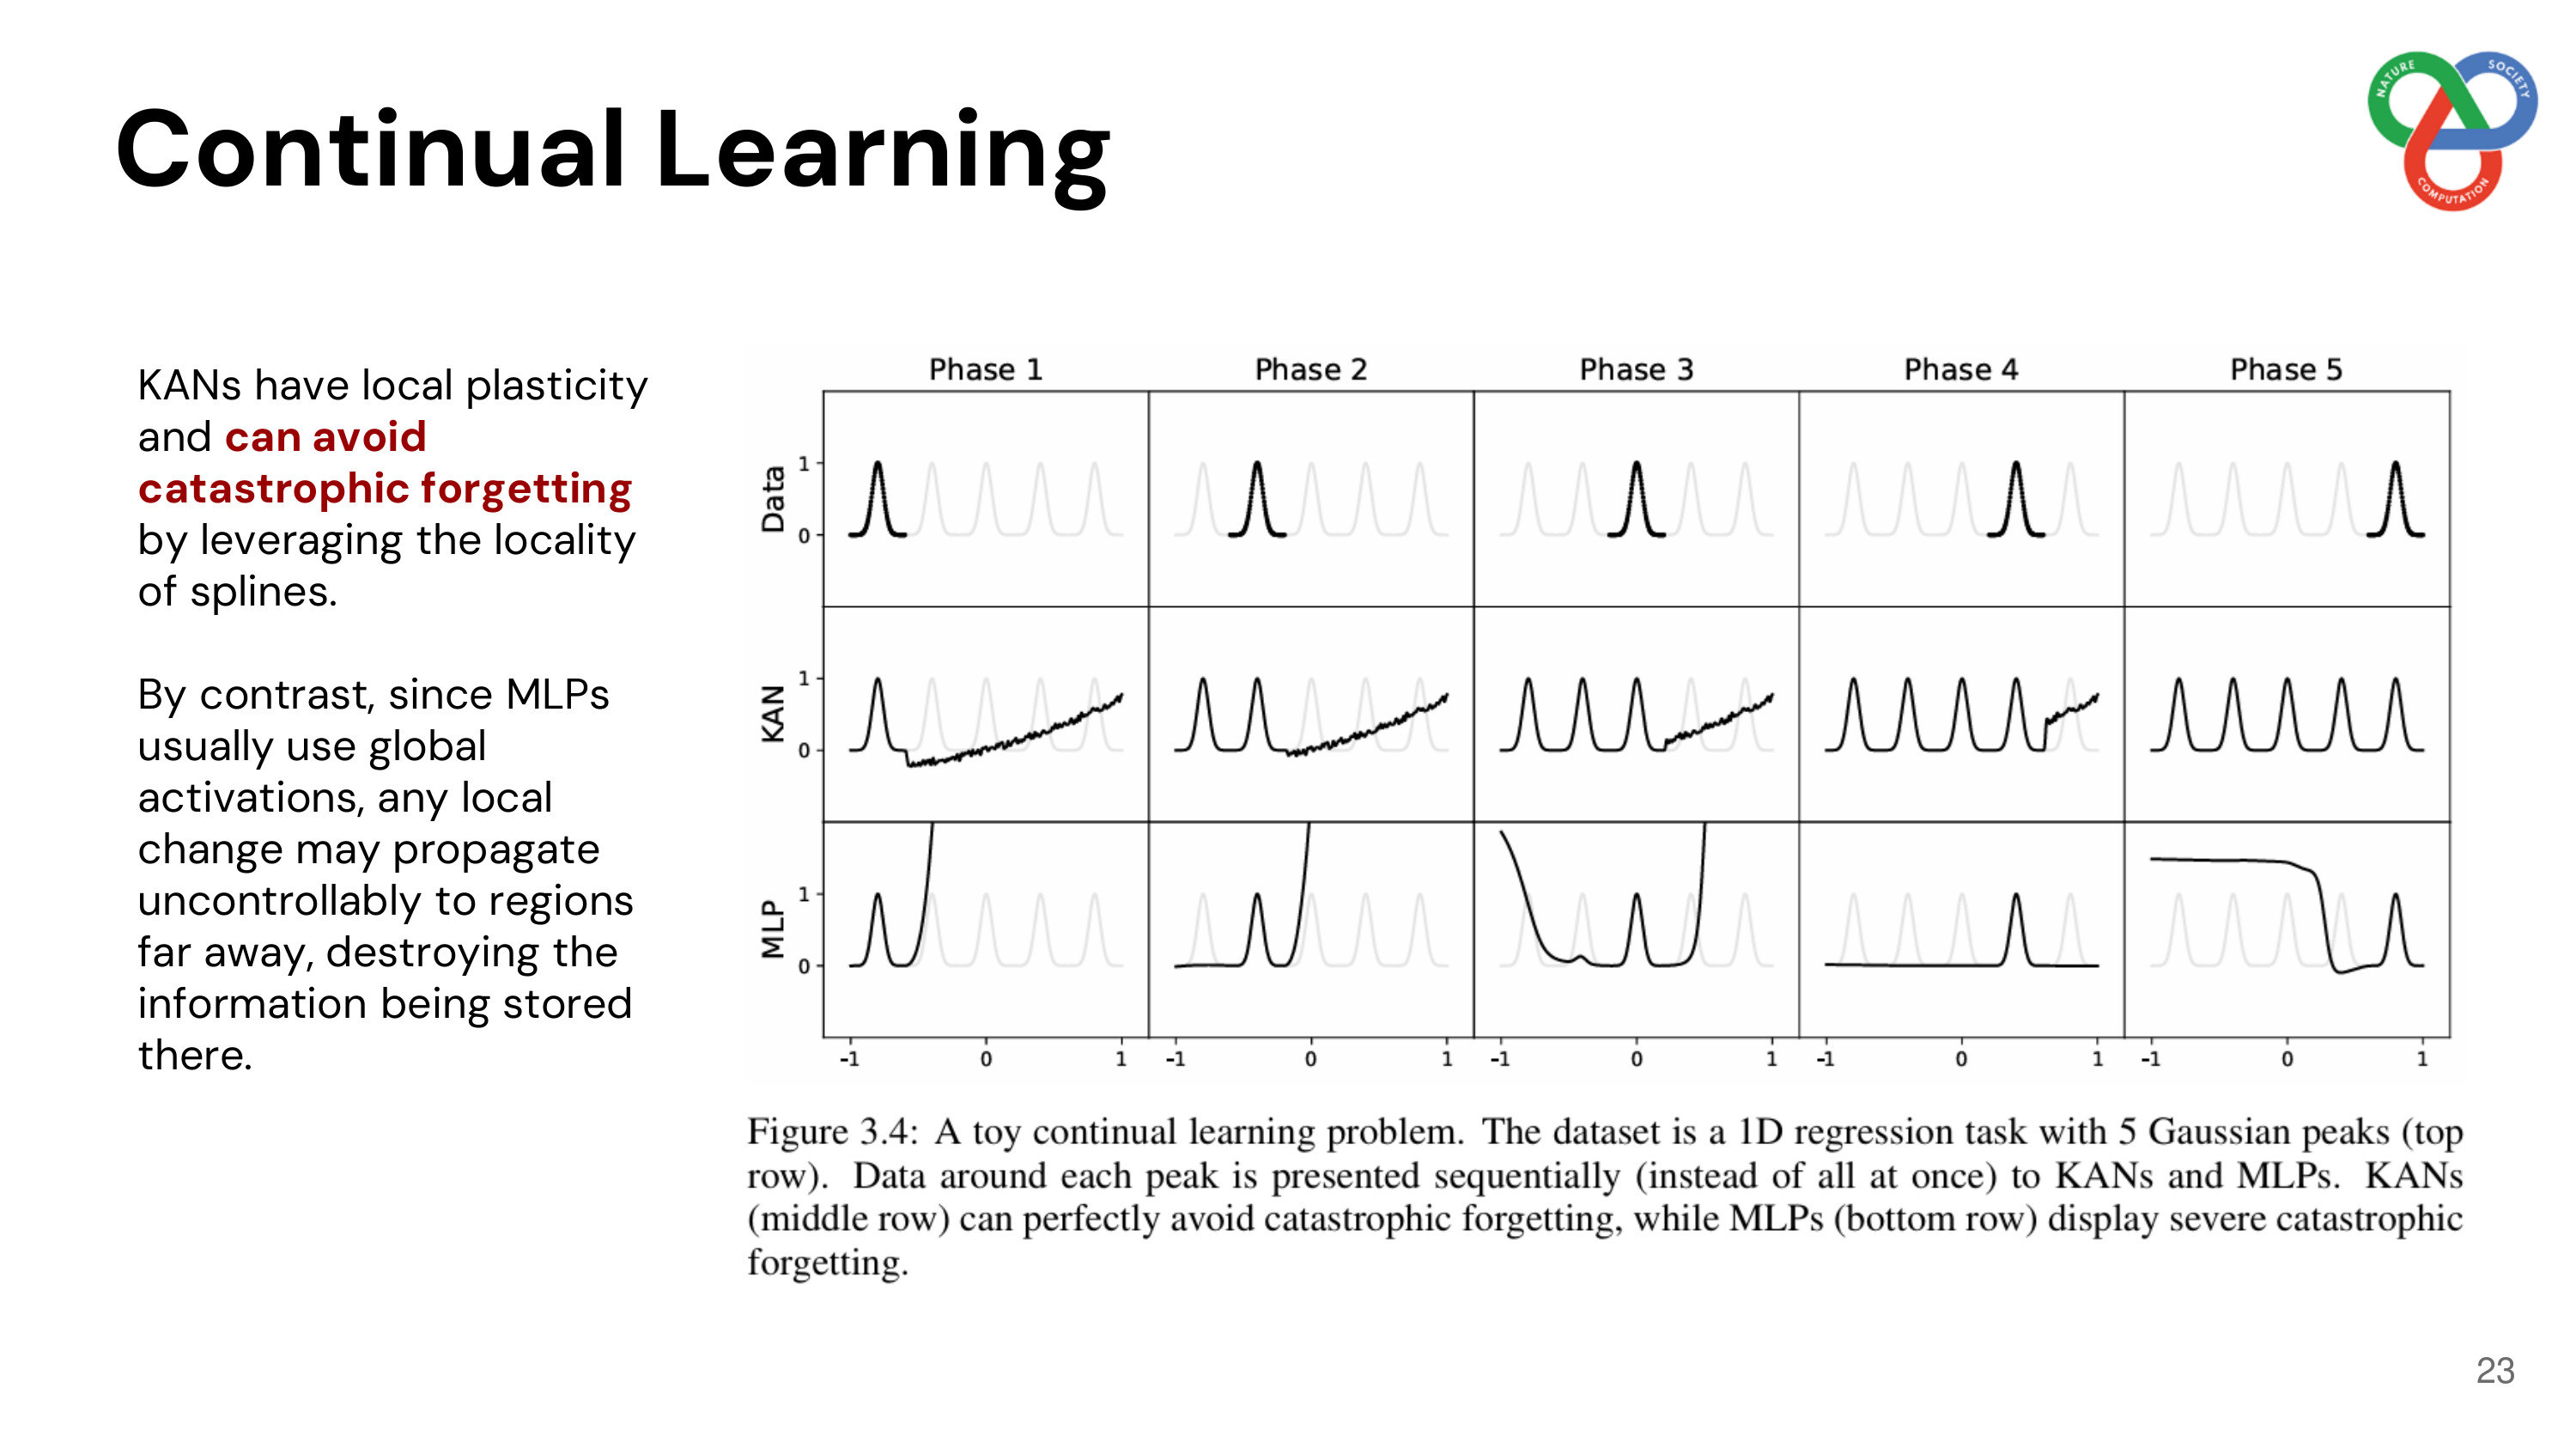 Continual Learning
NATURE
SOCIETY
COMPUTATION
KANs have local plasticity
and can avoid
catastrophic forgetting
by leveraging the locality
of splines.
By contrast, since MLPs
usually use global
activations, any local
change may propagate
uncontrollably to regions
far away, destroying the
information being stored
there.
Phase 1 Phase 2 Phase 3 Phase 4 Phase 5
Data
1
0
KAN
1
0
MLP
1
0
-1 0 1 -1 0 1 -1 0 1 -1 0 1 -1 0 1
Figure 3.4: A toy continual learning problem. The dataset is a 1D regression task with 5 Gaussian peaks (top
row). Data around each peak is presented sequentially (instead of all at once) to KANs and MLPs. KANs
(middle row) can perfectly avoid catastrophic forgetting, while MLPs (bottom row) display severe catastrophic
forgetting.
23